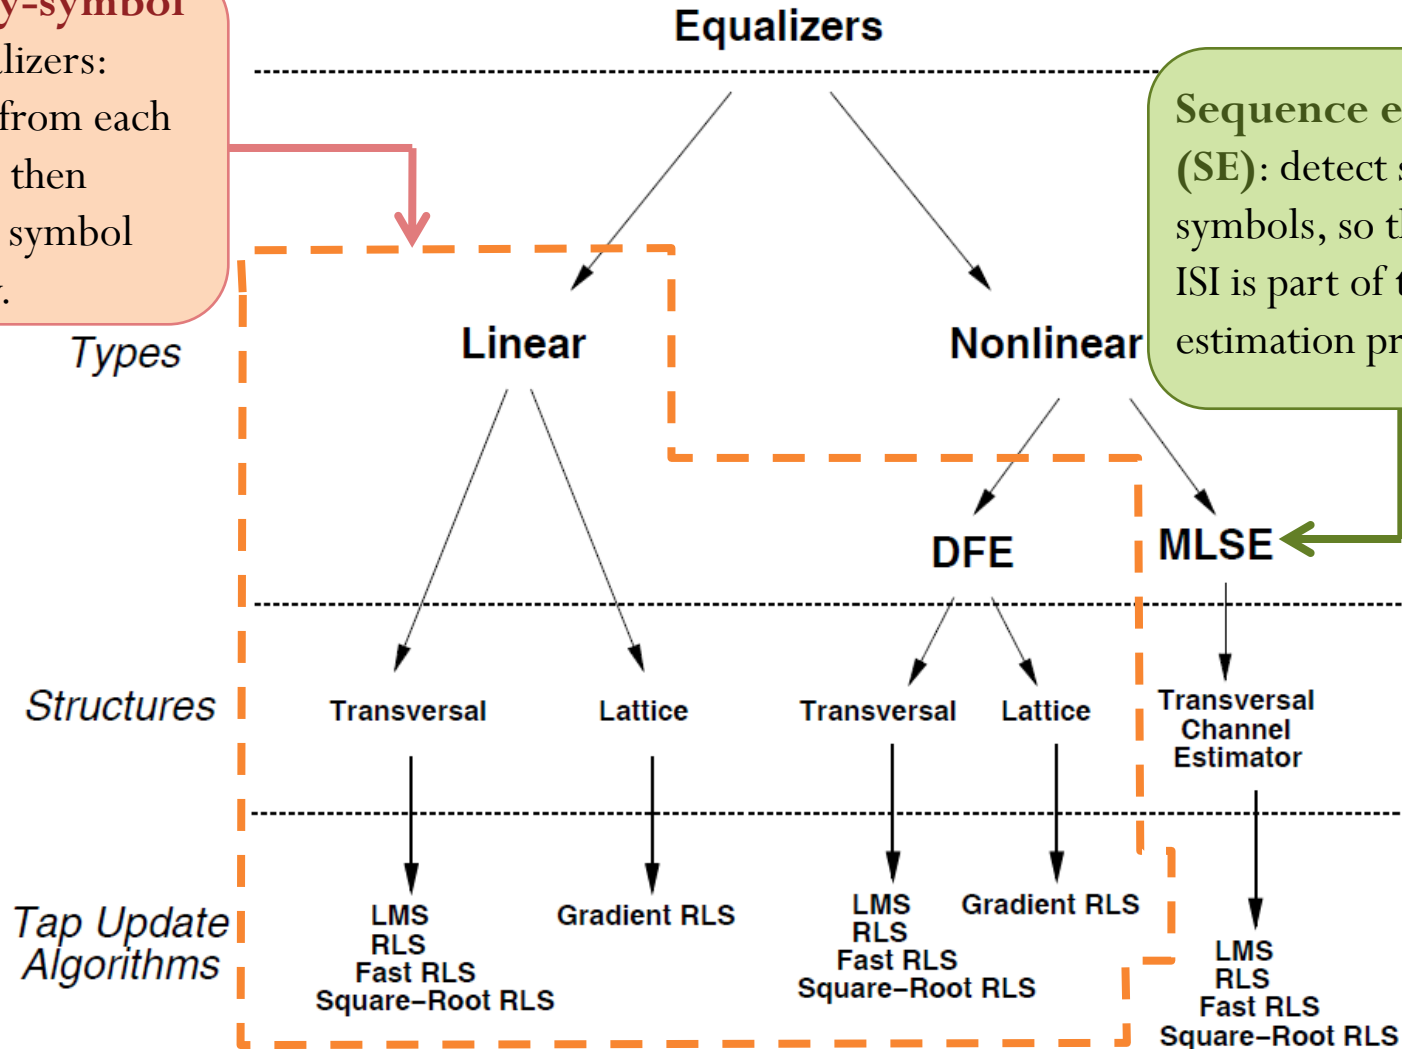 Equalizers
y-symbol
lizers:
from each
then
symbol
Sequence e
(SE): detect s
symbols, so th
ISI is part of t
estimation pr
Types
Linear
Nonlinear
DFE
MLSE
Structures
Transversal
Lattice
Transversal
Lattice
Transversal
Channel
Estimator
Tap Update
Algorithms
LMS
RLS
Fast RLS
Square–Root RLS
Gradient RLS
LMS
RLS
Fast RLS
Square–Root RLS
Gradient RLS
LMS
RLS
Fast RLS
Square–Root RLS